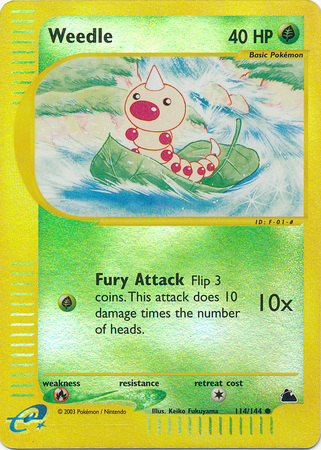 Weedle 40 HP
Basic Pokémon
ID: F-01-#
Fury Attack Flip 3
coins. This attack does 10
damage times the number
of heads.
10x
weakness resistance retreat cost
© 2003 Pokémon / Nintendo Illus. Keiko Fukuyama 114/144
e